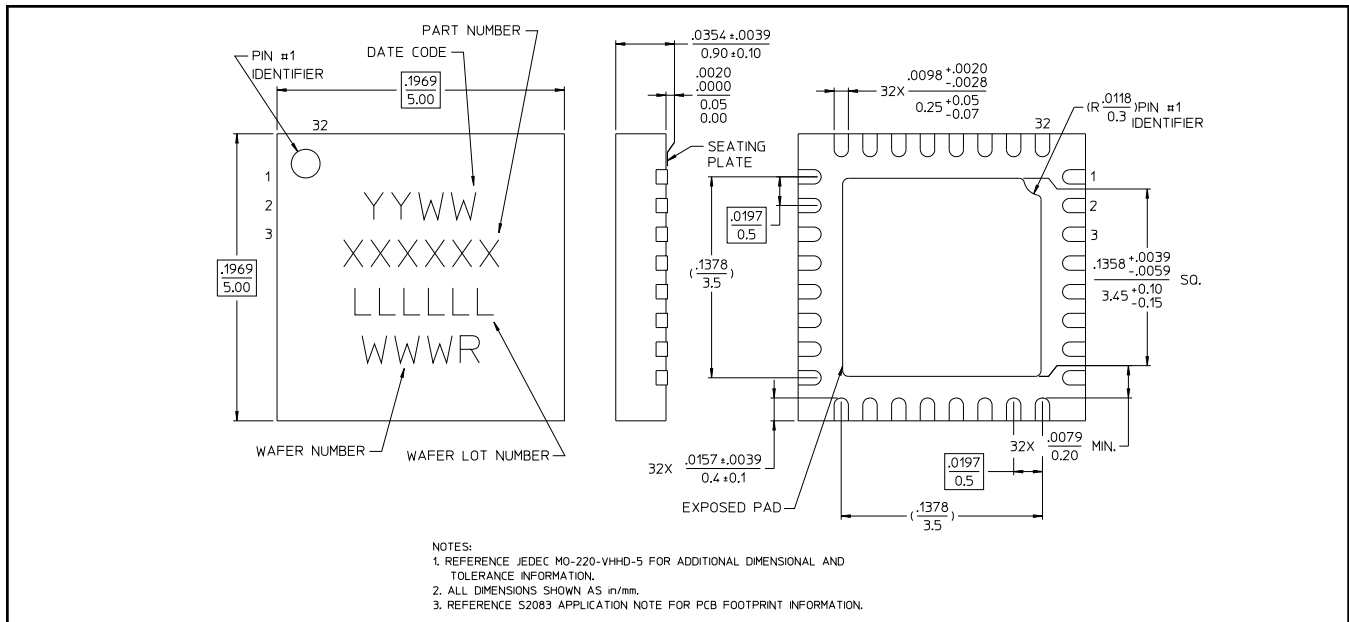 PART NUMBER
DATE CODE
PIN #1
IDENTIFIER
.1969
5.00
32
1
2
3
.1969
5.00
YYWW
XXXXXX
LLLLLL
WWWR
WAFER NUMBER
WAFER LOT NUMBER
.0354 ±.0039
0.90 ±0.10
.0020
.0000
0.05
0.00
SEATING
PLATE
(.1378)
3.5
32X .0157 ±.0039
0.4 ±0.1
32X .0098 +.0020
-.0028
0.25 +0.05
-0.07
32
(R .0118) PIN #1
0.3 IDENTIFIER
.0197
0.5
1
2
3
.1358 +.0039
-.0059
3.45 +0.10
-0.15
SQ.
32X .0079 MIN.
0.20
.0197
0.5
EXPOSED PAD
(.1378)
3.5
NOTES:
1. REFERENCE JEDEC MO-220-VHHD-5 FOR ADDITIONAL DIMENSIONAL AND
TOLERANCE INFORMATION.
2. ALL DIMENSIONS SHOWN AS in/mm.
3. REFERENCE S2083 APPLICATION NOTE FOR PCB FOOTPRINT INFORMATION.